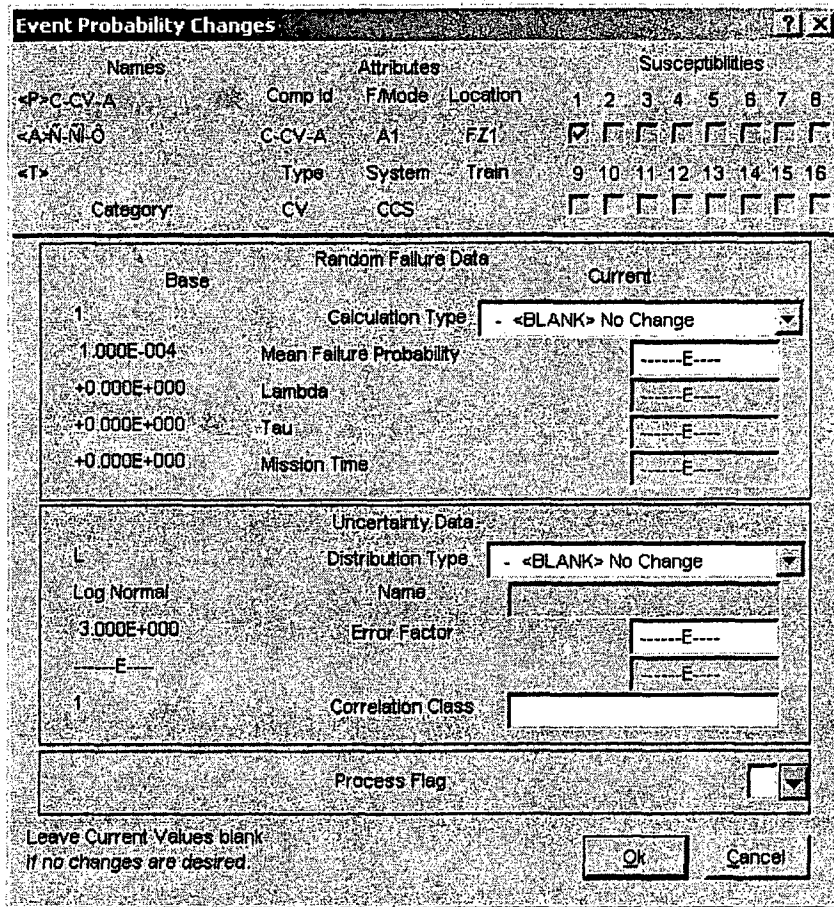 Event Probability Changes ? X
Names Attributes Susceptibilities
<P>C-CV-A Comp Id F/Mode Location 1 2 3 4 5 6 7 8
<A>Ñ-ÑÌ-Ö C-CV-A A1 FZ1
<T> Type System Train 9 10 11 12 13 14 15 16
Category: CV CCS
Random Failure Data
Base Current
1 Calculation Type - <BLANK> No Change
1.000E-004 Mean Failure Probability ------E----
+0.000E+000 Lambda ------E----
+0.000E+000 Tau ------E----
+0.000E+000 Mission Time ------E----
Uncertainty Data
L Distribution Type - <BLANK> No Change
Log Normal Name
3.000E+000 Error Factor ------E----
------E---- ------E----
1 Correlation Class
Process Flag
Leave Current Values blank
if no changes are desired.
Ok Cancel